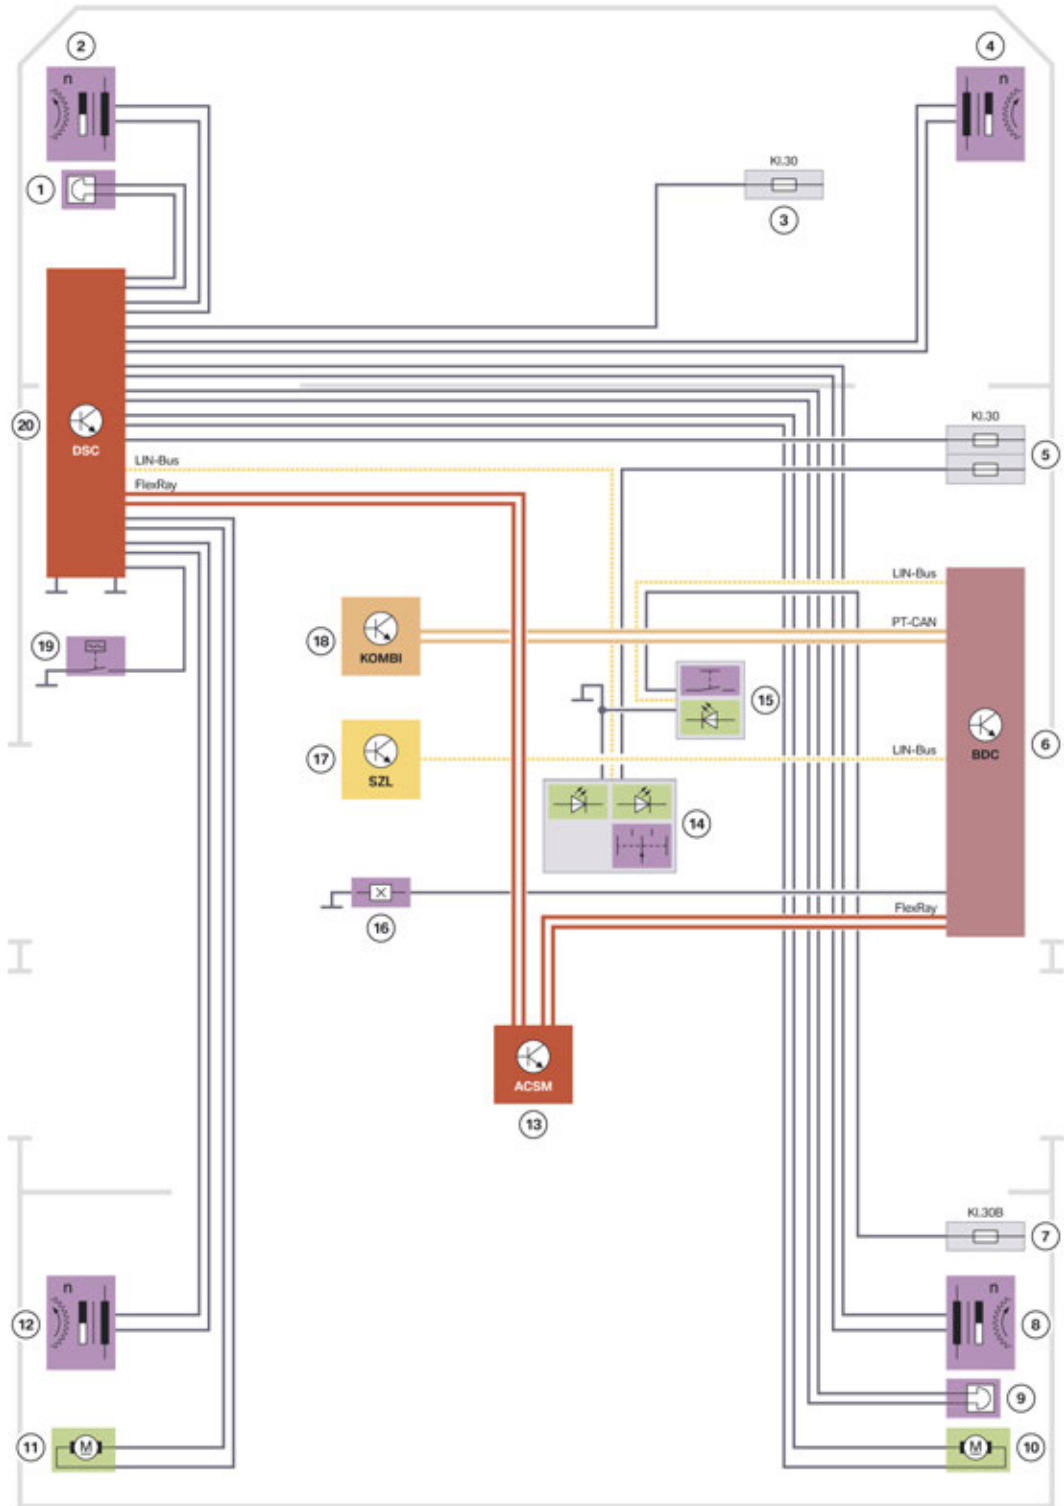 2
4
n
n
Kl.30
1
3
Kl.30
20
DSC
5
LIN-Bus
FlexRay
LIN-Bus
PT-CAN
19
18
KOMBI
15
17
SZL
LIN-Bus
BDC
6
14
16
FlexRay
ACSM
13
Kl.30B
7
n
n
12
8
9
11
M
M
10